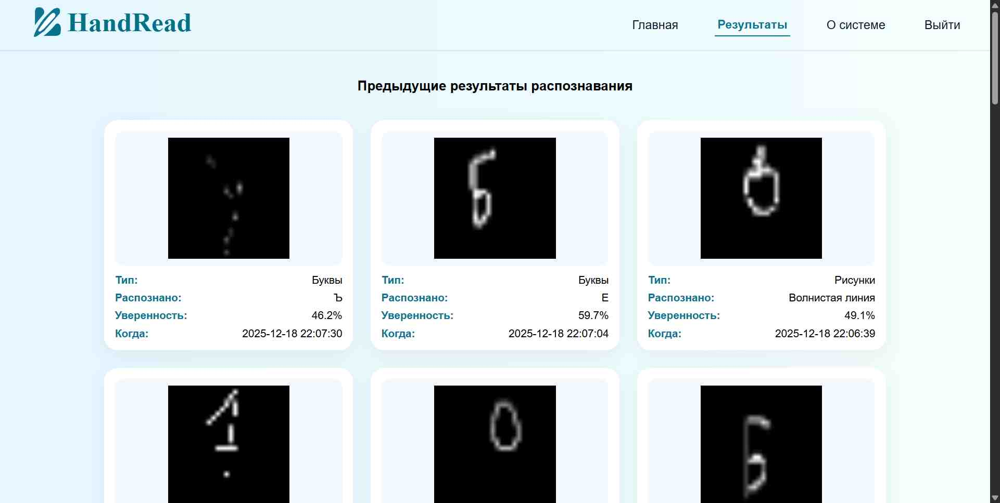 HandRead
Главная Результаты О системе Выйти
Предыдущие результаты распознавания
Тип: Буквы
Распознано: Ъ
Уверенность: 46.2%
Когда: 2025-12-18 22:07:30
Б
Тип: Буквы
Распознано: Е
Уверенность: 59.7%
Когда: 2025-12-18 22:07:04
Тип: Рисунки
Распознано: Волнистая линия
Уверенность: 49.1%
Когда: 2025-12-18 22:06:39
1
0
Б